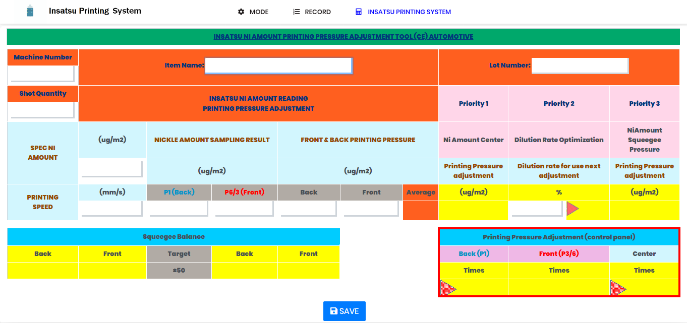 Insatsu Printing System
MODE
RECORD
INSATSU PRINTING SYSTEM
INSATSU NI AMOUNT PRINTING PRESSURE ADJUSTMENT TOOL (CE) AUTOMOTIVE
Machine Number
Item Name:
Lot Number:
Shot Quantity
INSATSU NI AMOUNT READING
PRINTING PRESSURE ADJUSTMENT
Priority 1
Priority 2
Priority 3
SPEC NI
AMOUNT
(ug/m2)
NICKLE AMOUNT SAMPLING RESULT
(ug/m2)
FRONT & BACK PRINTING PRESSURE
(ug/m2)
Ni Amount Center
Dilution Rate Optimization
NiAmount
Squeegee
Pressure
Printing Pressure
adjustment
Dilution rate for use next
adjustment
Printing Pressure
adjustment
PRINTING
SPEED
(mm/s)
P1 (Back)
P5/3 (Front)
Back
Front
Average
(ug/m2)
%
(ug/m2)
Squeegee Balance
Back
Front
Target
Back
Front
±50
Printing Pressure Adjustment (control panel)
Back (P1)
Front (P3/5)
Center
Times
Times
Times
SAVE